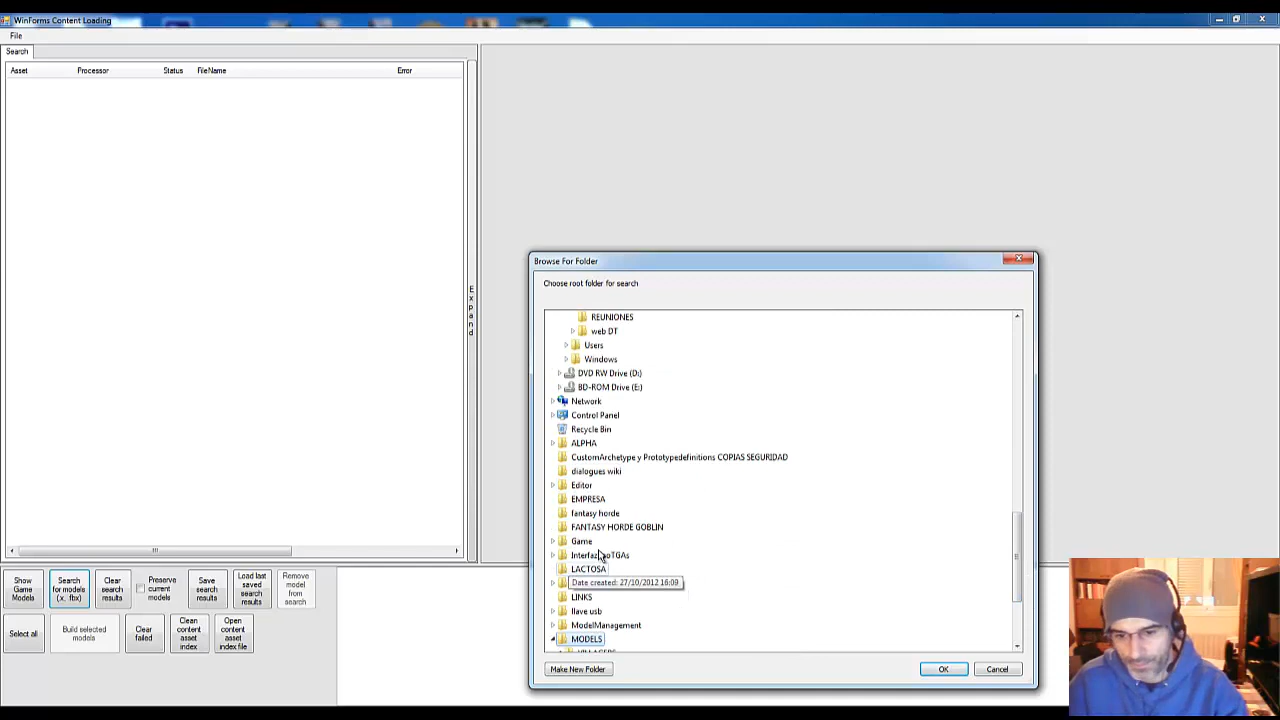 WinForms Content Loading
File
Search
Asset Processor Status FileName Error
Expand
Browse For Folder
Choose root folder for search
REUNIONES
web DT
Users
Windows
DVD RW Drive (D:)
BD-ROM Drive (E:)
Network
Control Panel
Recycle Bin
ALPHA
CustomArchetype y Prototypedefinitions COPIAS SEGURIDAD
dialogues wiki
Editor
EMPRESA
fantasy horde
FANTASY HORDE GOBLIN
Game
LACTOSA
Date created: 27/10/2012 16:09
LINKS
llave usb
ModelManagement
MODELS
Make New Folder
OK
Cancel
Show Game Models
Search for models (.x, .fbx)
Clear search results
Preserve current models
Save search results
Load last saved search results
Remove model from search
Select all
Build selected models
Clear failed
Clean content asset index
Open content asset index file